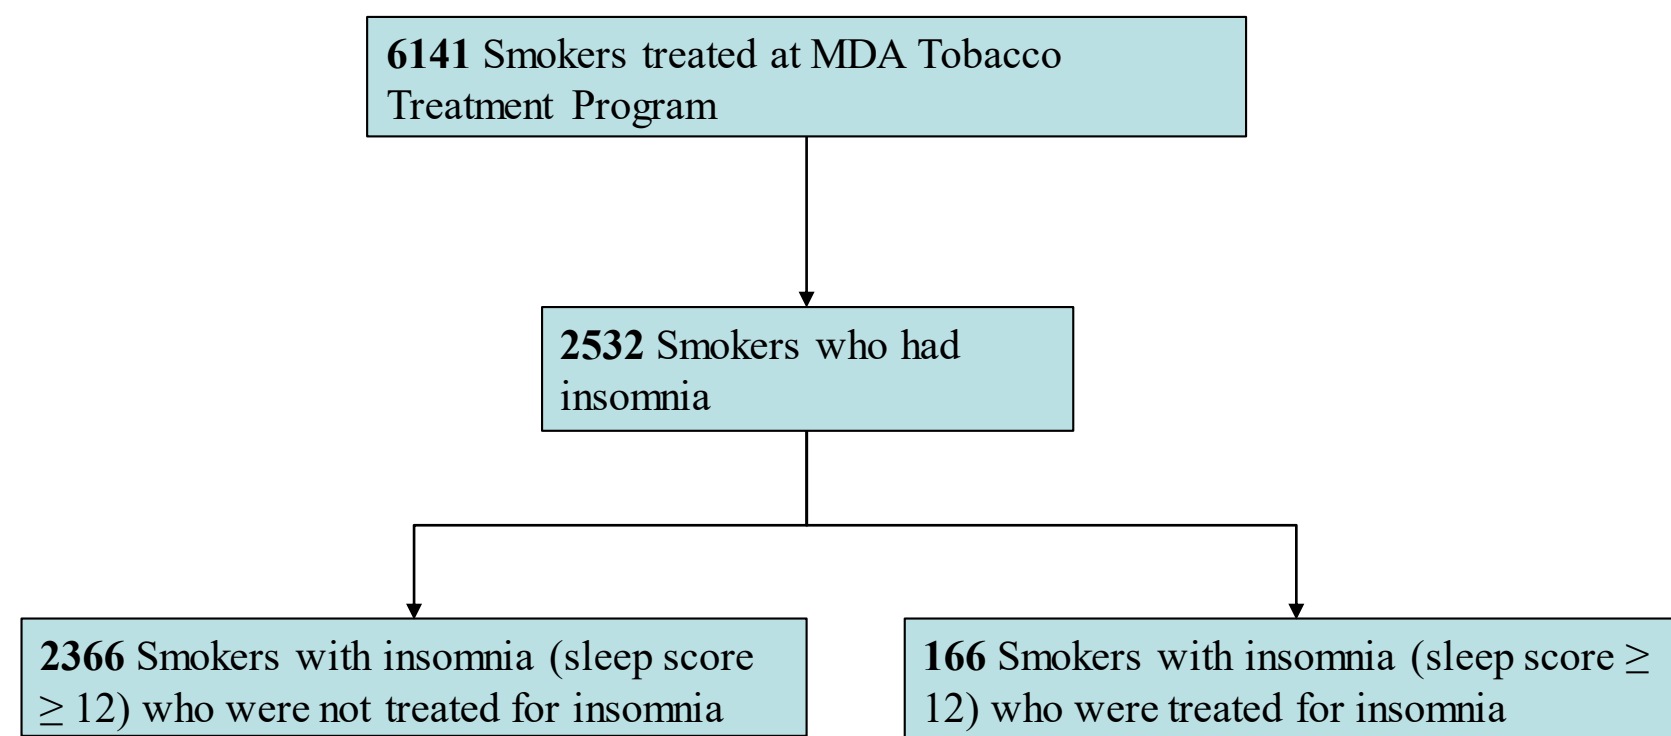 6141 Smokers treated at MDA Tobacco
Treatment Program
2532 Smokers who had
insomnia
2366 Smokers with insomnia (sleep score
≥ 12) who were not treated for insomnia
166 Smokers with insomnia (sleep score ≥
12) who were treated for insomnia